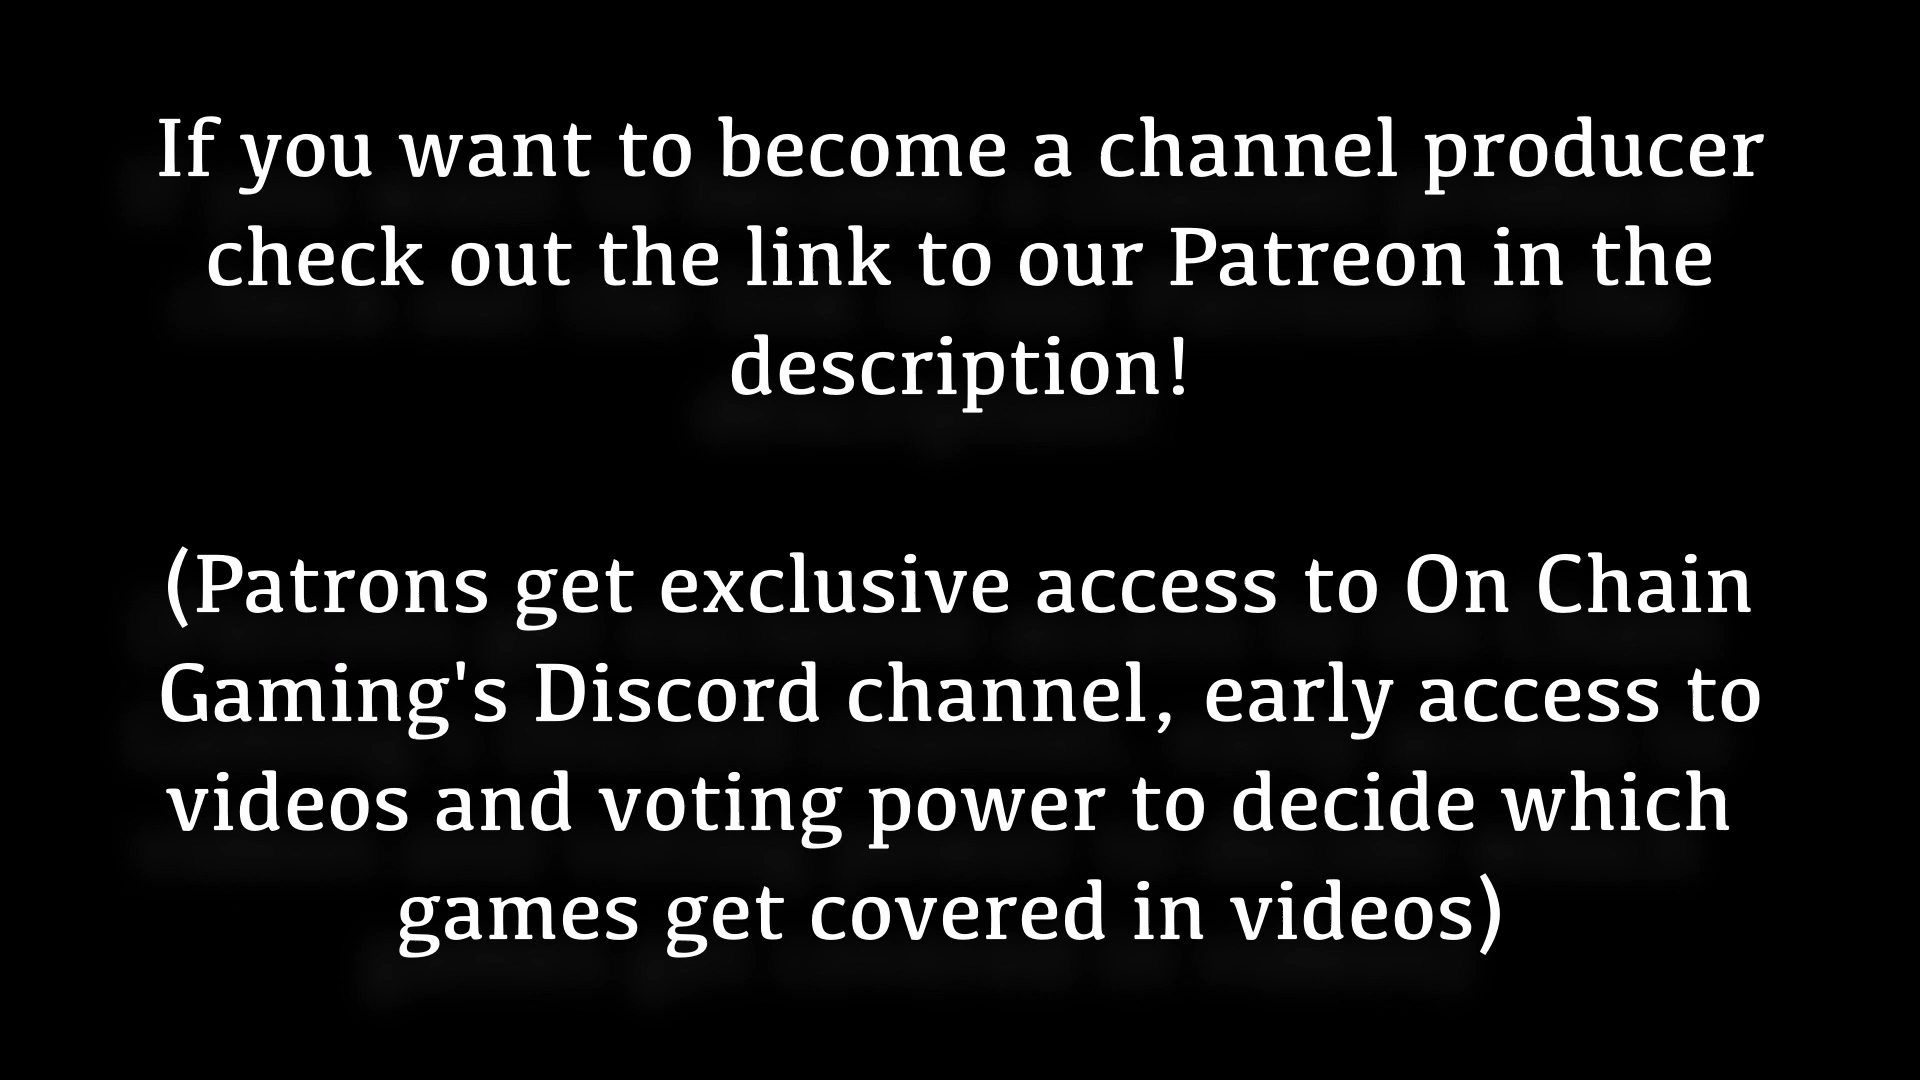 If you want to become a channel producer
check out the link to our Patreon in the
description!
(Patrons get exclusive access to On Chain
Gaming's Discord channel, early access to
videos and voting power to decide which
games get covered in videos)